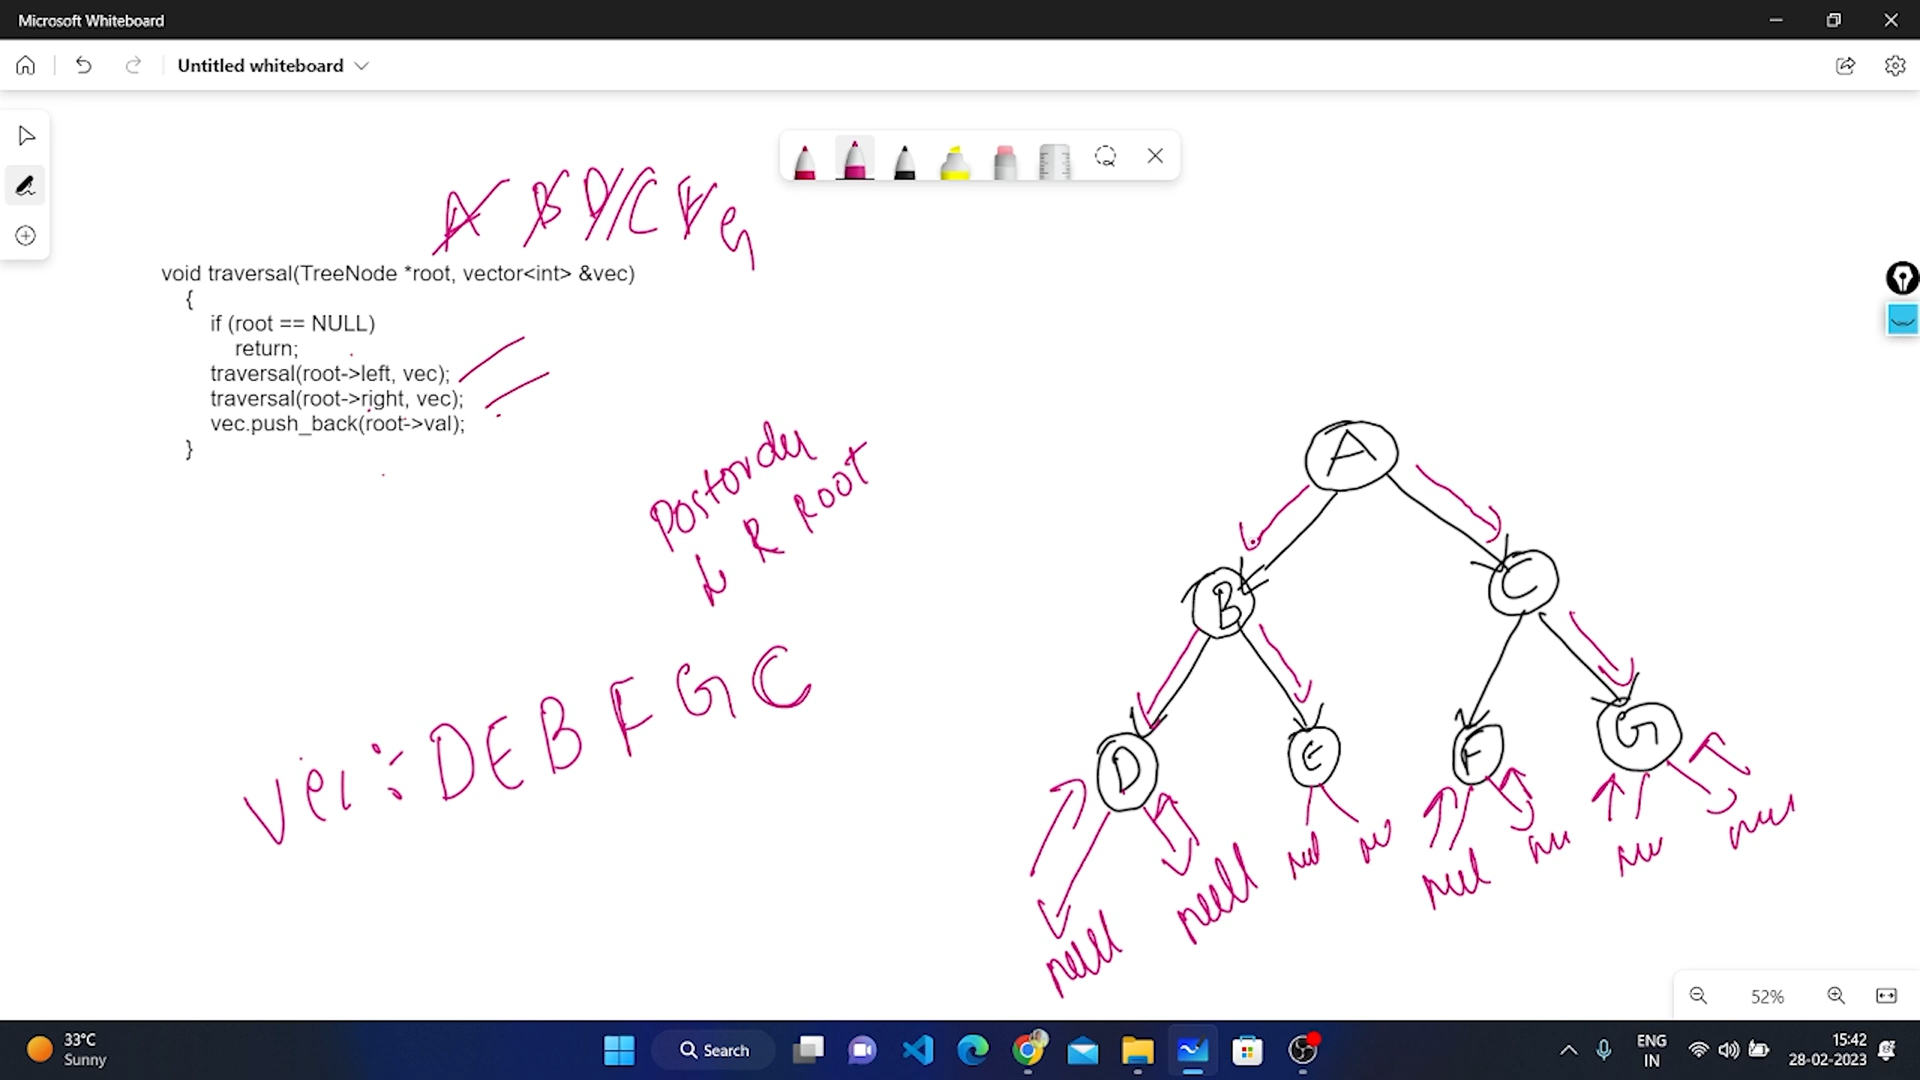 Microsoft Whiteboard
Untitled whiteboard
A B D C F G
void traversal(TreeNode *root, vector<int> &vec)
{
if (root == NULL)
return;
traversal(root->left, vec);
traversal(root->right, vec);
vec.push_back(root->val);
}
Postorder
L R ROOT
vec: D E B F G C
A
B
C
D
E
F
G
null
null
null
null
52%
33°C
Sunny
Search
ENG
IN
15:42
28-02-2023